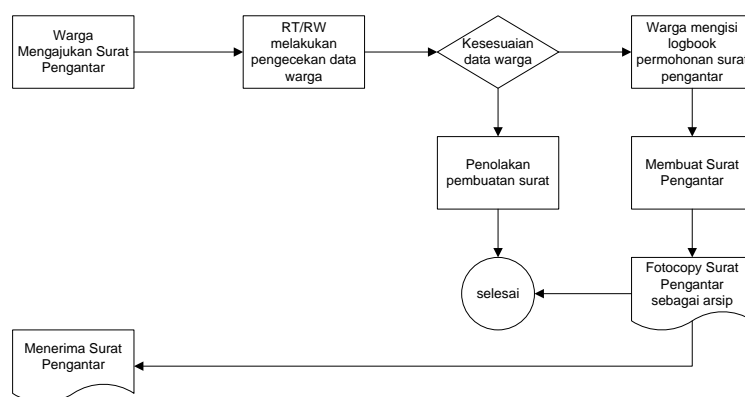 Warga
Mengajukan Surat
Pengantar
RT/RW
melakukan
pengecekan data
warga
Kesesuaian
data warga
Warga mengisi
logbook
permohonan surat
pengantar
Penolakan
pembuatan surat
Membuat Surat
Pengantar
selesai
Fotocopy Surat
Pengantar
sebagai arsip
Menerima Surat
Pengantar